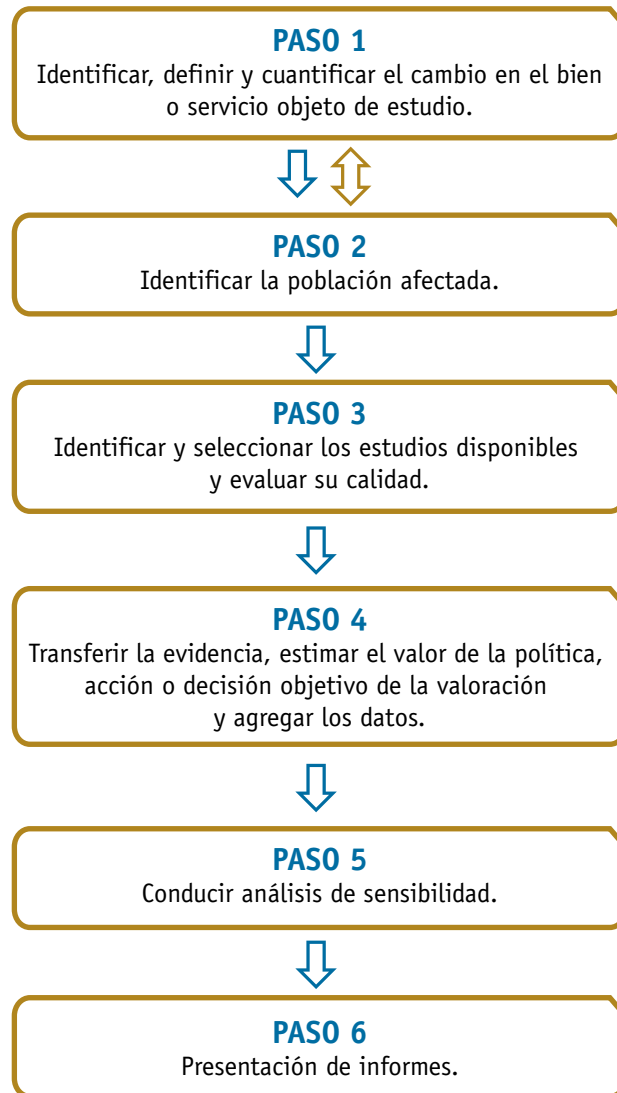 PASO 1
Identificar, definir y cuantificar el cambio en el bien
o servicio objeto de estudio.
PASO 2
Identificar la población afectada.
PASO 3
Identificar y seleccionar los estudios disponibles
y evaluar su calidad.
PASO 4
Transferir la evidencia, estimar el valor de la política,
acción o decisión objetivo de la valoración
y agregar los datos.
PASO 5
Conducir análisis de sensibilidad.
PASO 6
Presentación de informes.